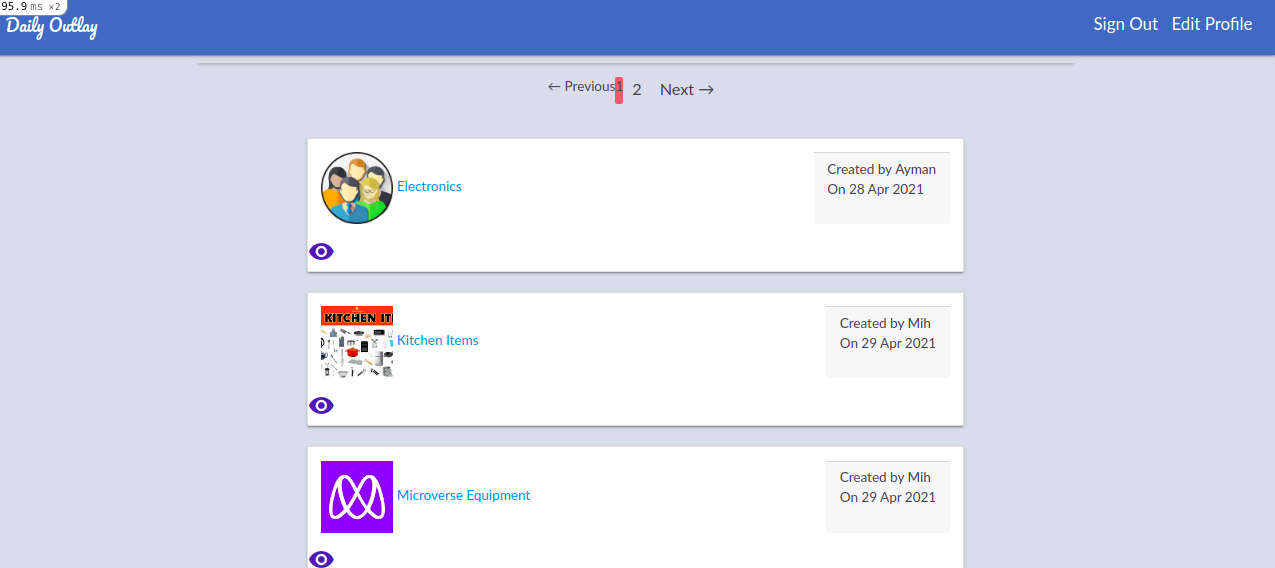 95.9 ms ×2
Daily Outlay
Sign Out Edit Profile
← Previous 1 2 Next →
Electronics
Created by Ayman
On 28 Apr 2021
KITCHEN IT
Kitchen Items
Created by Mih
On 29 Apr 2021
Microverse Equipment
Created by Mih
On 29 Apr 2021